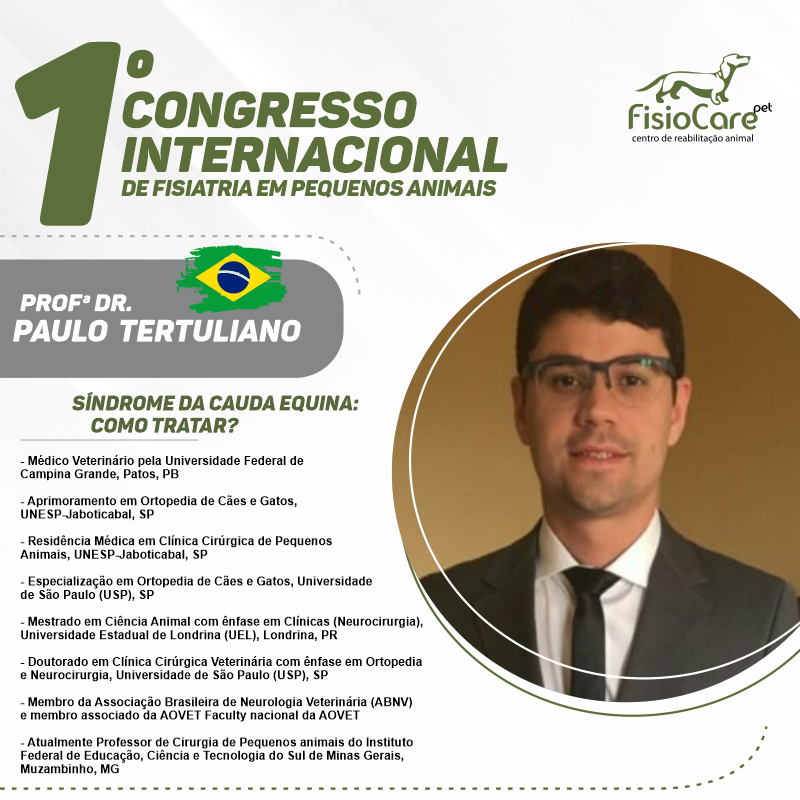 1º
CONGRESSO
INTERNACIONAL
DE FISIATRIA EM PEQUENOS ANIMAIS
FisioCare pet
centro de reabilitação animal
PROFª DR.
PAULO TERTULIANO
SÍNDROME DA CAUDA EQUINA:
COMO TRATAR?
- Médico Veterinário pela Universidade Federal de
Campina Grande, Patos, PB
- Aprimoramento em Ortopedia de Cães e Gatos,
UNESP-Jaboticabal, SP
- Residência Médica em Clínica Cirúrgica de Pequenos
Animais, UNESP-Jaboticabal, SP
- Especialização em Ortopedia de Cães e Gatos, Universidade
de São Paulo (USP), SP
- Mestrado em Ciência Animal com ênfase em Clínicas (Neurocirurgia),
Universidade Estadual de Londrina (UEL), Londrina, PR
- Doutorado em Clínica Cirúrgica Veterinária com ênfase em Ortopedia
e Neurocirurgia, Universidade de São Paulo (USP), SP
- Membro da Associação Brasileira de Neurologia Veterinária (ABNV)
e membro associado da AOVET Faculty nacional da AOVET
- Atualmente Professor de Cirurgia de Pequenos animais do Instituto
Federal de Educação, Ciência e Tecnologia do Sul de Minas Gerais,
Muzambinho, MG